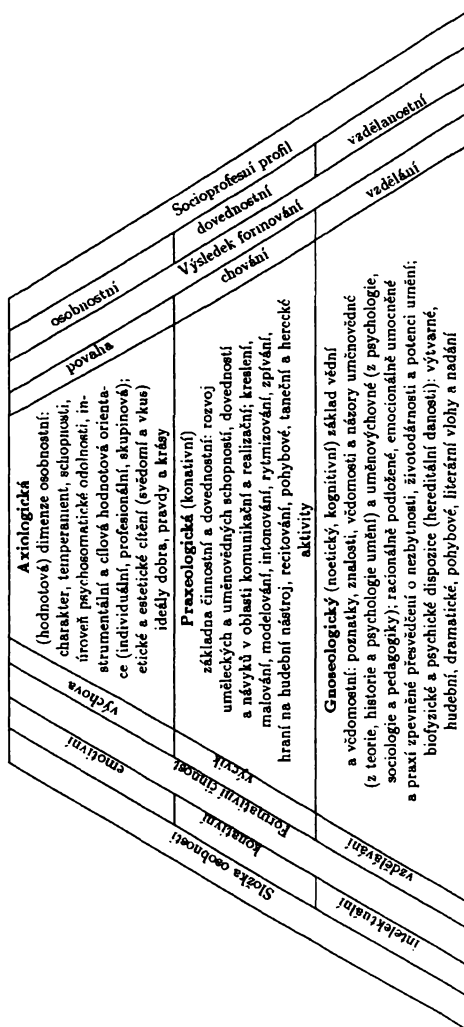 Složka osobnosti
emotivní
konativní
intelektuální
Formativní činnost
výchova
výcvik
vzdělávání
Axiologická
(hodnotová) dimenze osobnostní:
charakter, temperament, schopnosti,
úroveň psychosomatické odolnosti, in-
strumentální a cílová hodnotová orienta-
ce (individuální, profesionální, skupinová);
etické a estetické cítění (svědomí a vkus)
ideály dobra, pravdy a krásy
Praxeologická (konativní)
základna činnostní a dovednostní: rozvoj
uměleckých a uměnovědných schopností, dovedností
a návyků v oblasti komunikační a realizační; kreslení,
malování, modelování, intonování, rytmizování, zpívání,
hraní na hudební nástroj, recitování, pohybové, taneční a herecké
aktivity
Gnoseologický (noetický, kognitivní) základ vědní
a vědomostní: poznatky, znalosti, vědomosti a názory uměnovědné
(z teorie, historie a psychologie umění) a uměnovýchovné (z psychologie,
sociologie a pedagogiky); racionálně podložené, emocionálně umocněné
a praxí zpevněné přesvědčení o nezbytnosti, životodárnosti a potenci umění;
biofyzické a psychické dispozice (hereditální danosti): výtvarné,
hudební, dramatické, pohybové, literární vlohy a nadání
povaha
chování
vzdělání
Výsledek formování
osobnostní
dovednostní
vzdělanostní
Socioprofesní profil